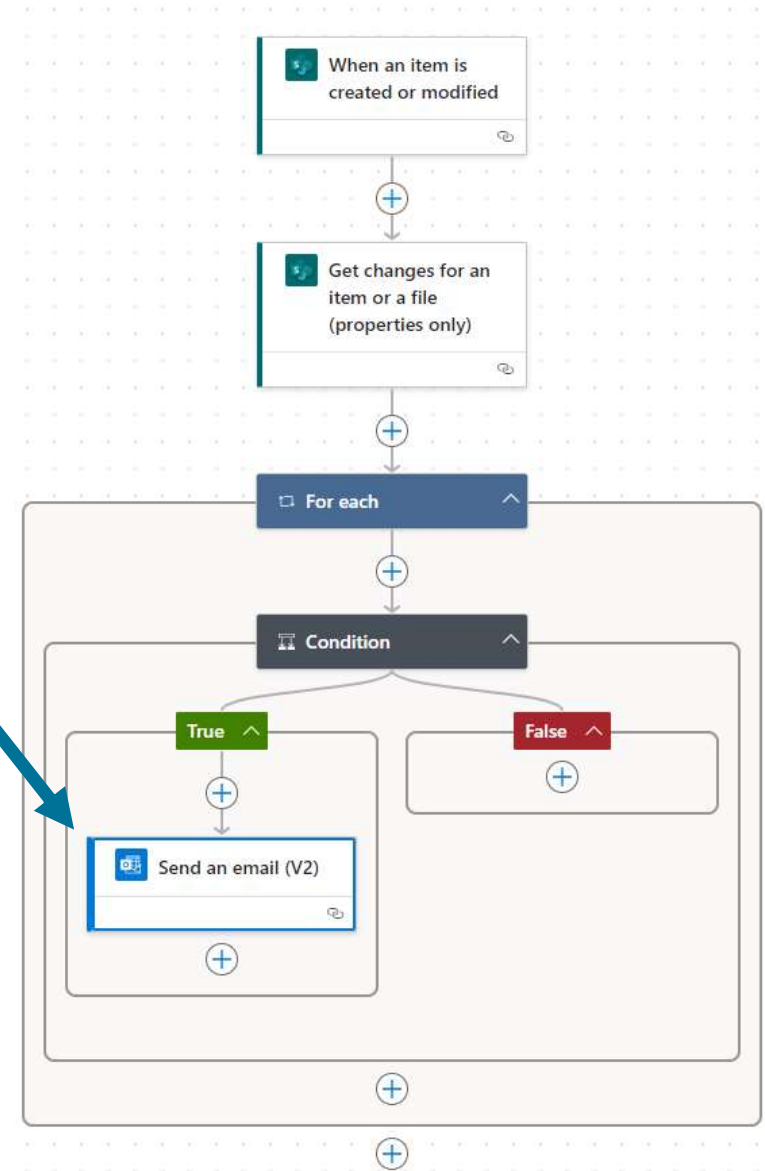 When an item is
created or modified
Get changes for an
item or a file
(properties only)
For each
Condition
True
False
Send an email (V2)